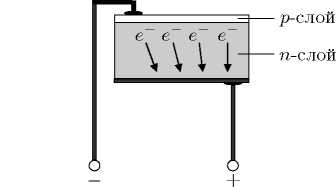 p-слой
e⁻ e⁻ e⁻ e⁻
n-слой
− +